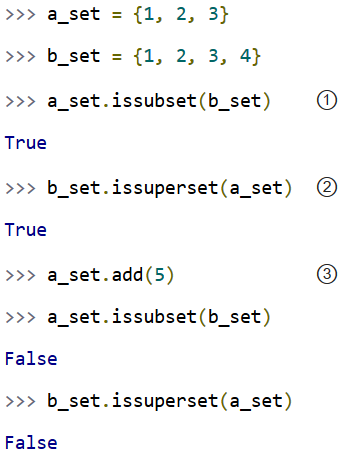 >>> a_set = {1, 2, 3}
>>> b_set = {1, 2, 3, 4}
>>> a_set.issubset(b_set) ①
True
>>> b_set.issuperset(a_set) ②
True
>>> a_set.add(5) ③
>>> a_set.issubset(b_set)
False
>>> b_set.issuperset(a_set)
False